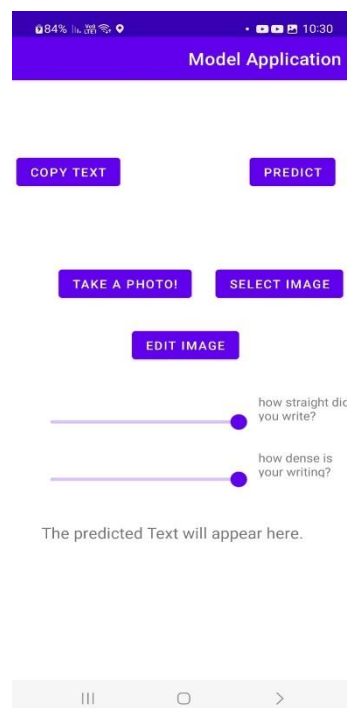 84% 10:30
Model Application
COPY TEXT PREDICT
TAKE A PHOTO! SELECT IMAGE
EDIT IMAGE
how straight did
you write?
how dense is
your writing?
The predicted Text will appear here.